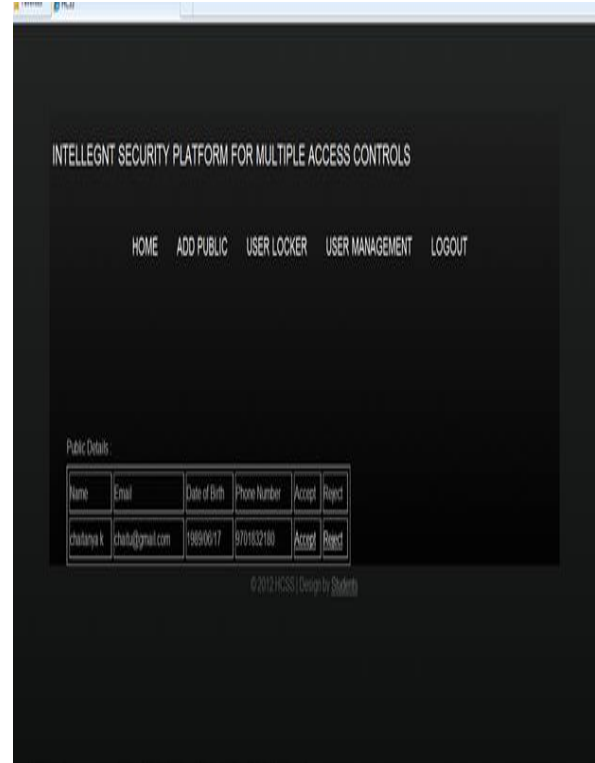 HCSS
INTELLEGNT SECURITY PLATFORM FOR MULTIPLE ACCESS CONTROLS
HOME ADD PUBLIC USER LOCKER USER MANAGEMENT LOGOUT
Public Details :
Name Email Date of Birth Phone Number Accept Reject
chaitanya k chaitu@gmail.com 1989/06/17 9701832180 Accept Reject
© 2012 HCSS | Design by Students